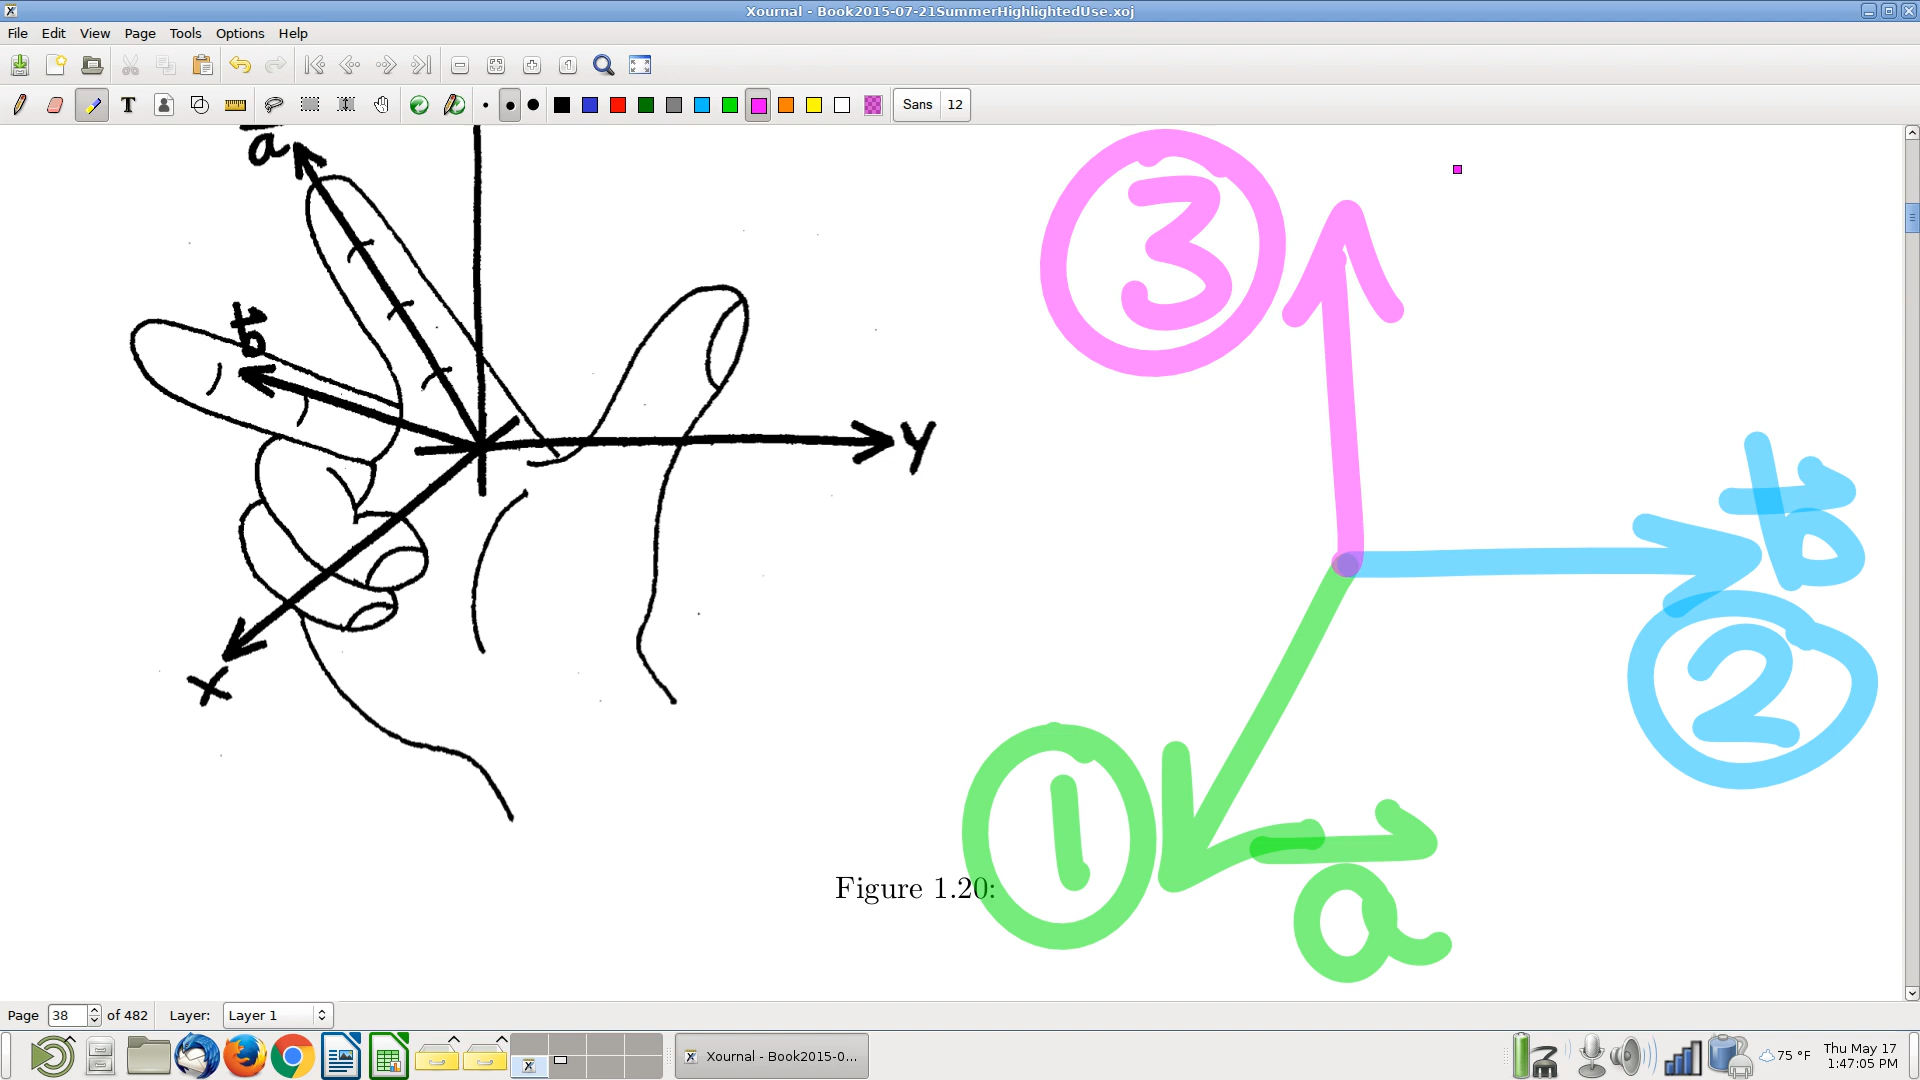 Xournal - Book2015-07-21SummerHighlightedUse.xoj
File Edit View Page Tools Options Help
T Sans 12
a
b
Y
X
3
b
2
1
a
Figure 1.20:
Page 38 of 482 Layer: Layer 1
Xournal - Book2015-0...
75 °F
Thu May 17
1:47:05 PM